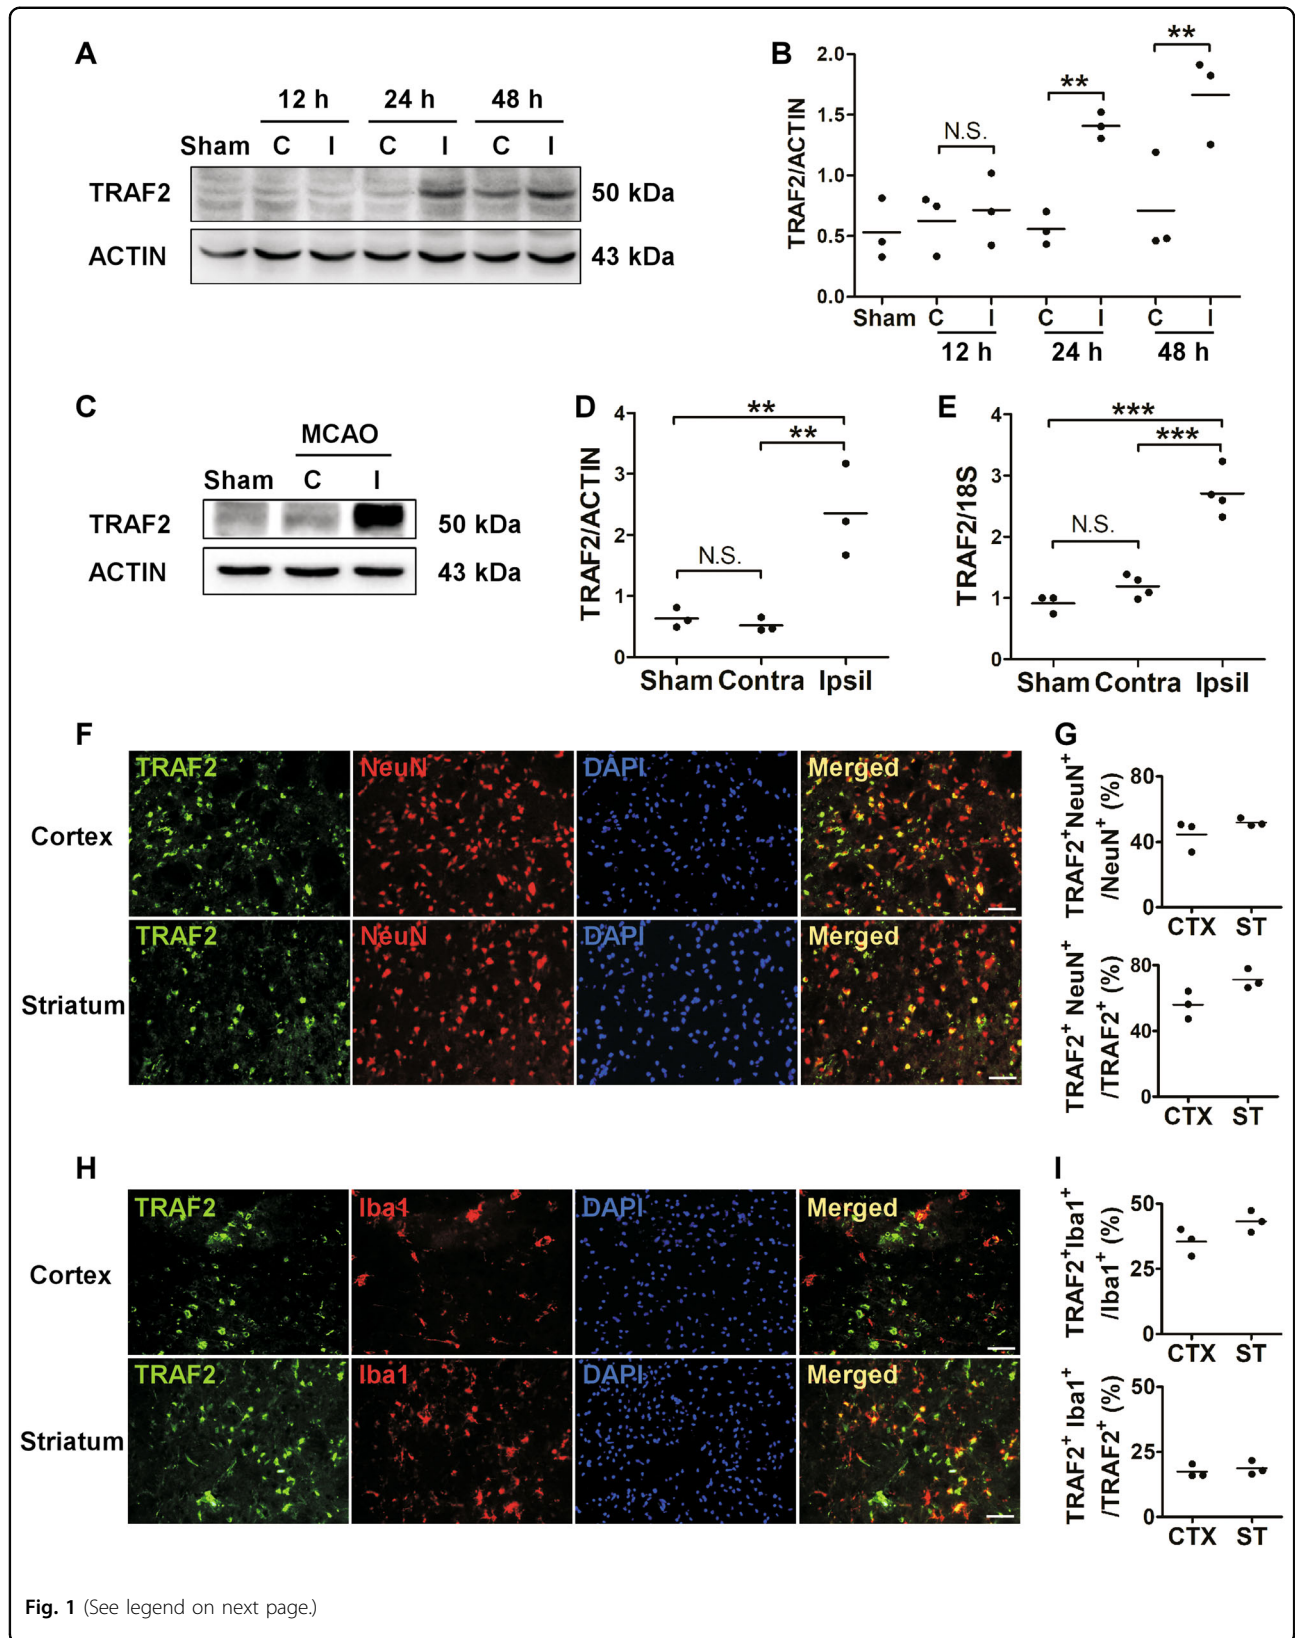 A
12 h 24 h 48 h
Sham C I C I C I
TRAF2 50 kDa
ACTIN 43 kDa
B
TRAF2/ACTIN
2.0
1.5
1.0
0.5
0.0
N.S.
**
**
Sham C I C I C I
12 h 24 h 48 h
C
MCAO
Sham C I
TRAF2 50 kDa
ACTIN 43 kDa
D
TRAF2/ACTIN
4
3
2
1
0
**
**
N.S.
Sham Contra Ipsil
E
TRAF2/18S
4
3
2
1
0
***
***
N.S.
Sham Contra Ipsil
F
TRAF2 NeuN DAPI Merged
Cortex
TRAF2 NeuN DAPI Merged
Striatum
G
TRAF2⁺NeuN⁺
/NeuN⁺ (%)
80
40
0
CTX ST
TRAF2⁺ NeuN⁺
/TRAF2⁺ (%)
80
40
0
CTX ST
H
TRAF2 Iba1 DAPI Merged
Cortex
TRAF2 Iba1 DAPI Merged
Striatum
I
TRAF2⁺Iba1⁺
/Iba1⁺ (%)
50
25
0
CTX ST
TRAF2⁺ Iba1⁺
/TRAF2⁺ (%)
50
25
0
CTX ST
Fig. 1 (See legend on next page.)